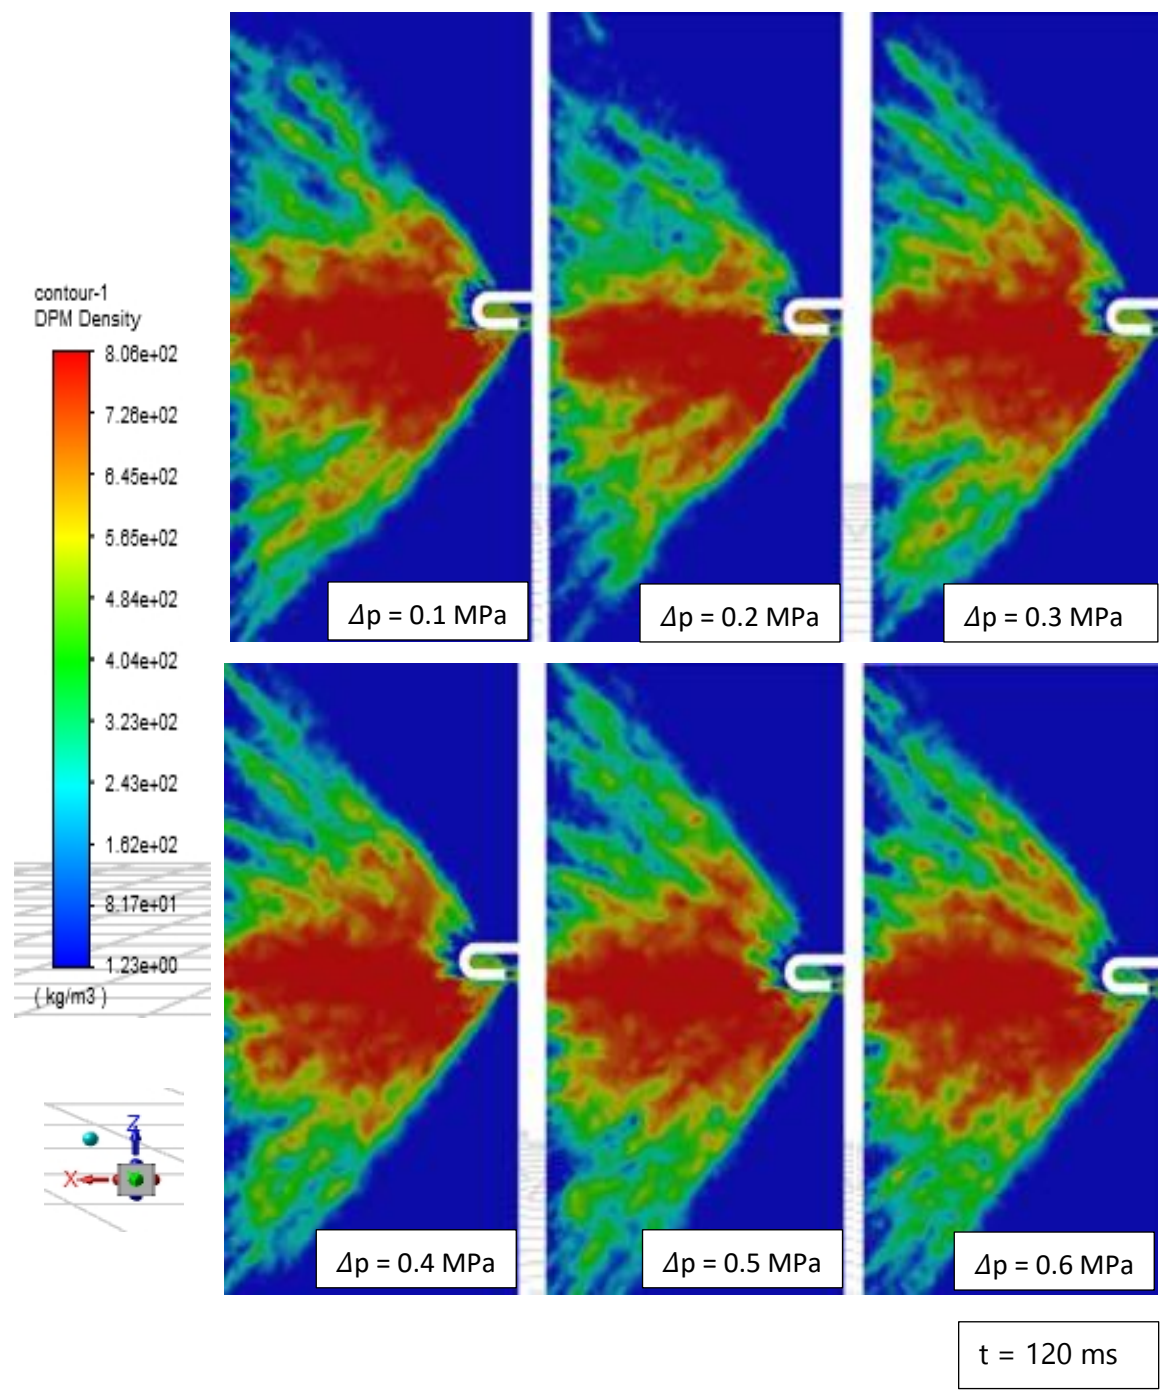 contour-1
DPM Density
8.06e+02
7.26e+02
6.45e+02
5.65e+02
4.84e+02
4.04e+02
3.23e+02
2.43e+02
1.62e+02
8.17e+01
1.23e+00
( kg/m3 )
Z
X
Δp = 0.1 MPa
Δp = 0.2 MPa
Δp = 0.3 MPa
Δp = 0.4 MPa
Δp = 0.5 MPa
Δp = 0.6 MPa
t = 120 ms